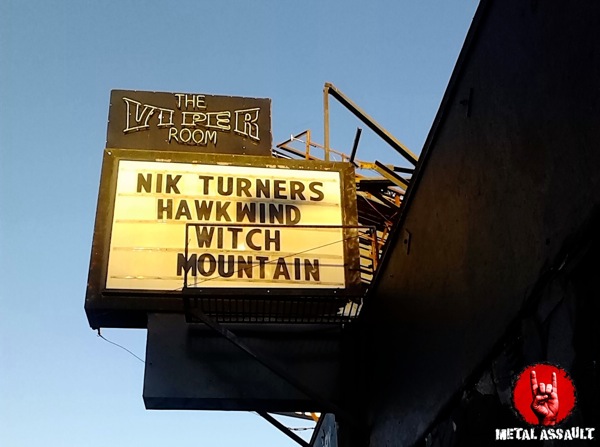 THE
VIPER
ROOM
NIK TURNERS
HAWKWIND
WITCH
MOUNTAIN
METAL ASSAULT